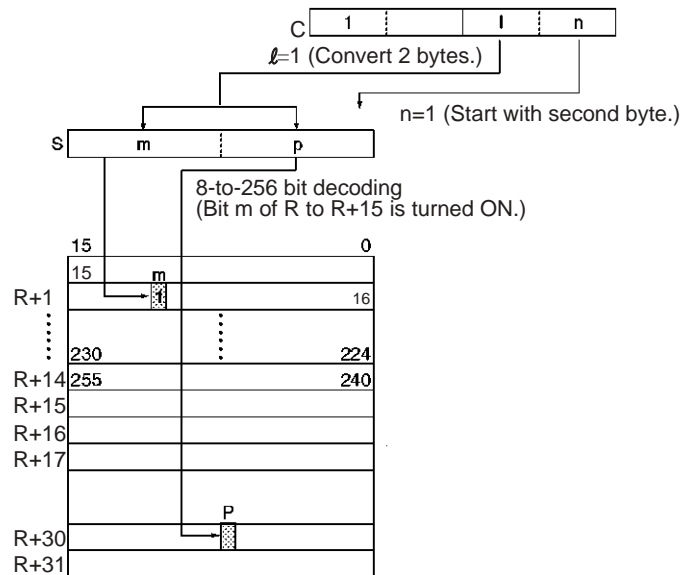 C 1 l n
ℓ=1 (Convert 2 bytes.)
n=1 (Start with second byte.)
S m p
8-to-256 bit decoding
(Bit m of R to R+15 is turned ON.)
15 0
15 m
R+1 1 16
230 224
R+14 255 240
R+15
R+16
R+17
P
R+30
R+31